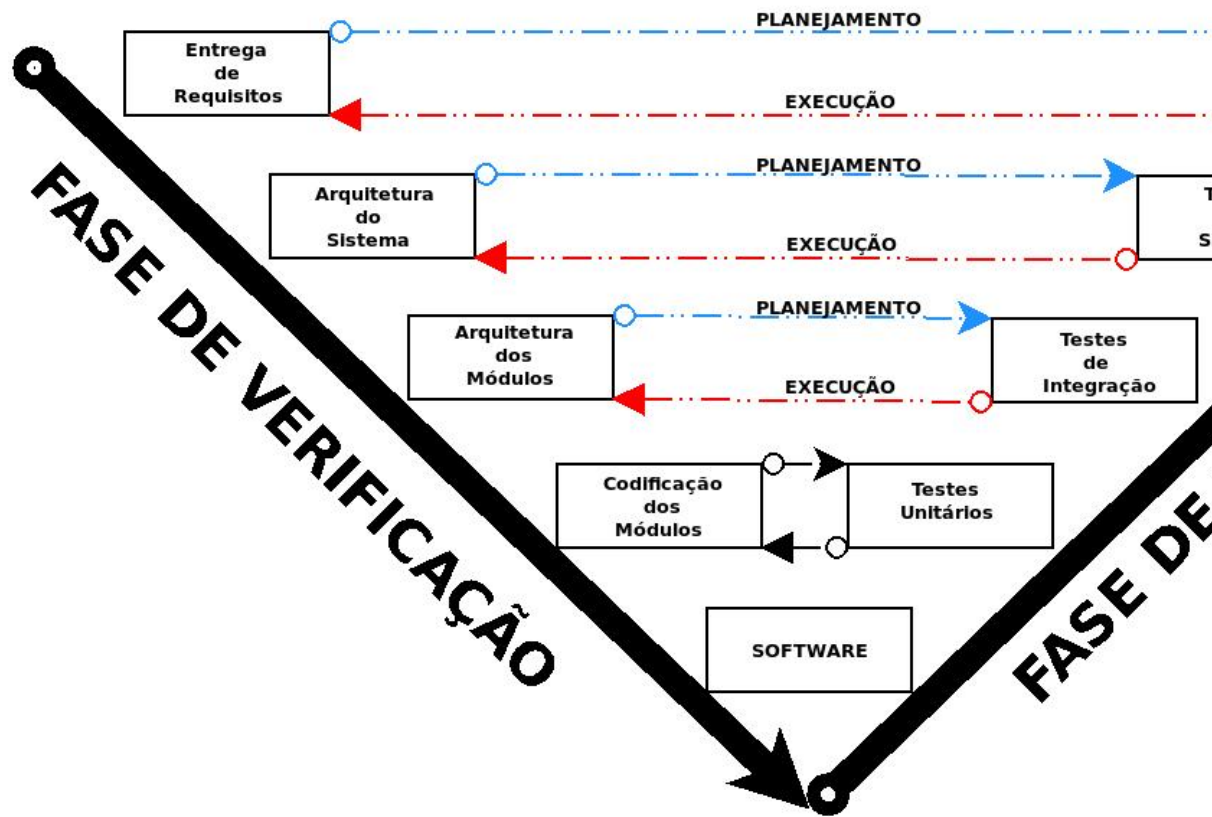 PLANEJAMENTO
Entrega
de
Requisitos
EXECUÇÃO
PLANEJAMENTO
Arquitetura
do
Sistema
EXECUÇÃO
PLANEJAMENTO
Arquitetura
dos
Módulos
Testes
de
Integração
EXECUÇÃO
Codificação
dos
Módulos
Testes
Unitários
SOFTWARE
FASE DE VERIFICAÇÃO
FASE DE